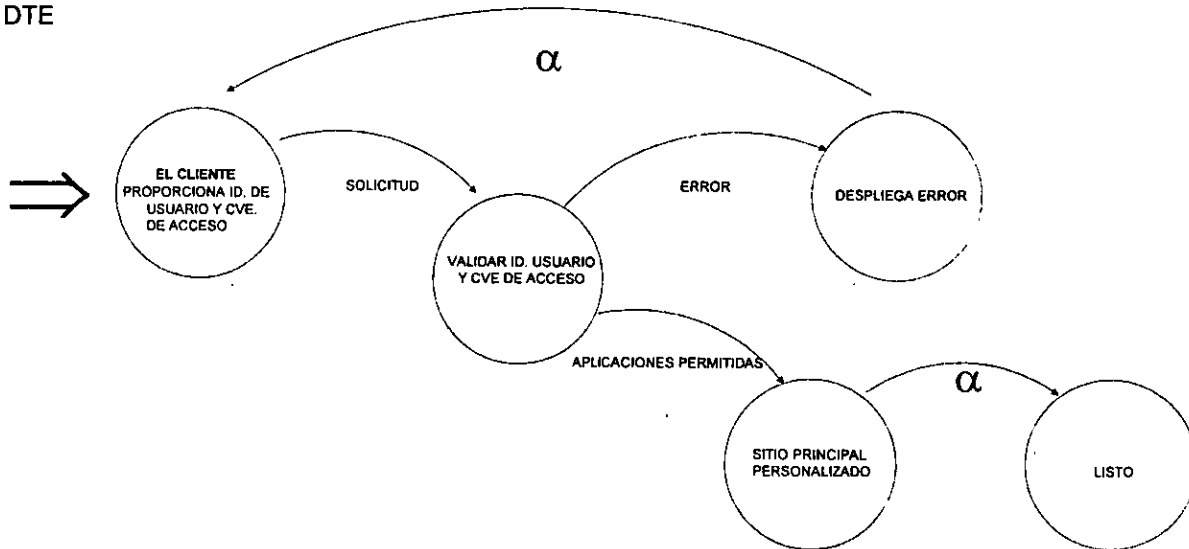 DTE
α
EL CLIENTE
PROPORCIONA ID. DE
USUARIO Y CVE.
DE ACCESO
SOLICITUD
ERROR
DESPLIEGA ERROR
VALIDAR ID. USUARIO
Y CVE DE ACCESO
APLICACIONES PERMITIDAS
α
SITIO PRINCIPAL
PERSONALIZADO
LISTO